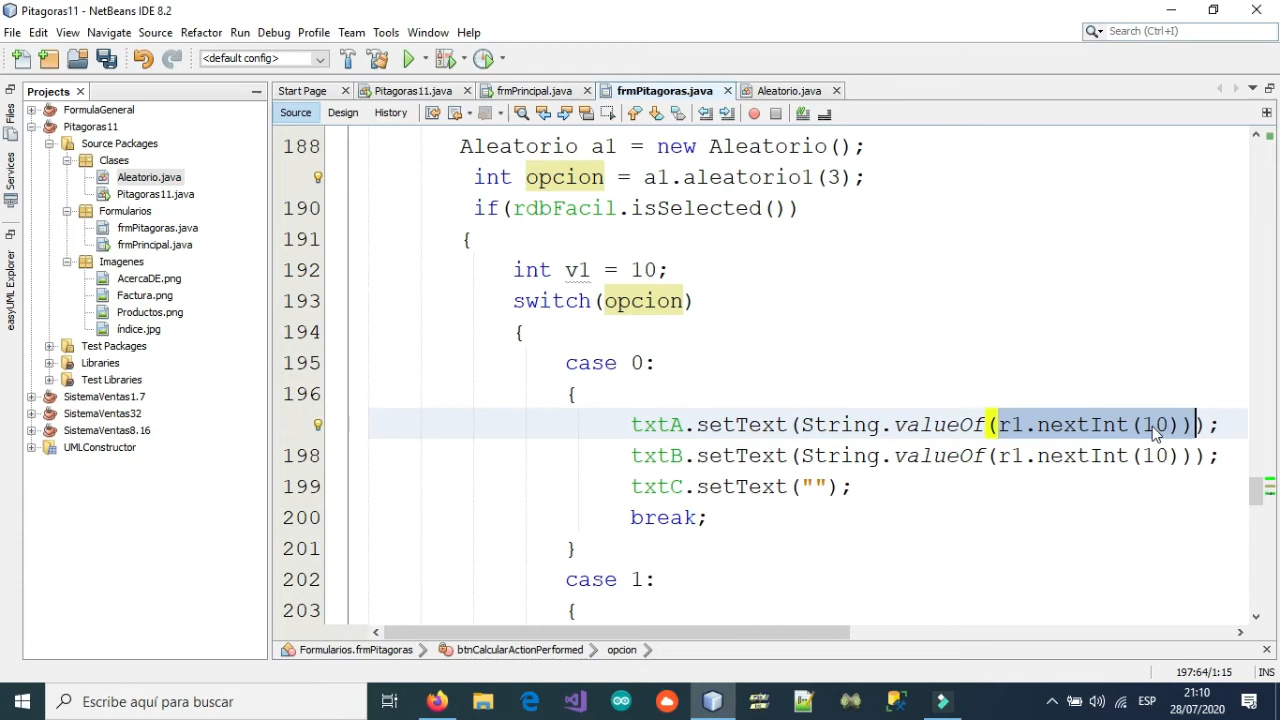 Pitagoras11 - NetBeans IDE 8.2
File Edit View Navigate Source Refactor Run Debug Profile Team Tools Window Help
Search (Ctrl+I)
<default config>
Projects
Start Page
Pitagoras11.java
frmPrincipal.java
frmPitagoras.java
Aleatorio.java
Source
Design
History
Files
Services
easyUML Explorer
FormulaGeneral
Pitagoras11
Source Packages
Clases
Aleatorio.java
Pitagoras11.java
Formularios
frmPitagoras.java
frmPrincipal.java
Imagenes
AcercaDE.png
Factura.png
Productos.png
índice.jpg
Test Packages
Libraries
Test Libraries
SistemaVentas1.7
SistemaVentas32
SistemaVentas8.16
UMLConstructor
188 Aleatorio a1 = new Aleatorio();
int opcion = a1.aleatorio1(3);
190 if(rdbFacil.isSelected())
191 {
192 int v1 = 10;
193 switch(opcion)
194 {
195 case 0:
196 {
txtA.setText(String.valueOf(r1.nextInt(10)));
198 txtB.setText(String.valueOf(r1.nextInt(10)));
199 txtC.setText("");
200 break;
201 }
202 case 1:
203 {
Formularios.frmPitagoras
btnCalcularActionPerformed
opcion
197:64/1:15
INS
Escribe aquí para buscar
ESP
21:10
28/07/2020